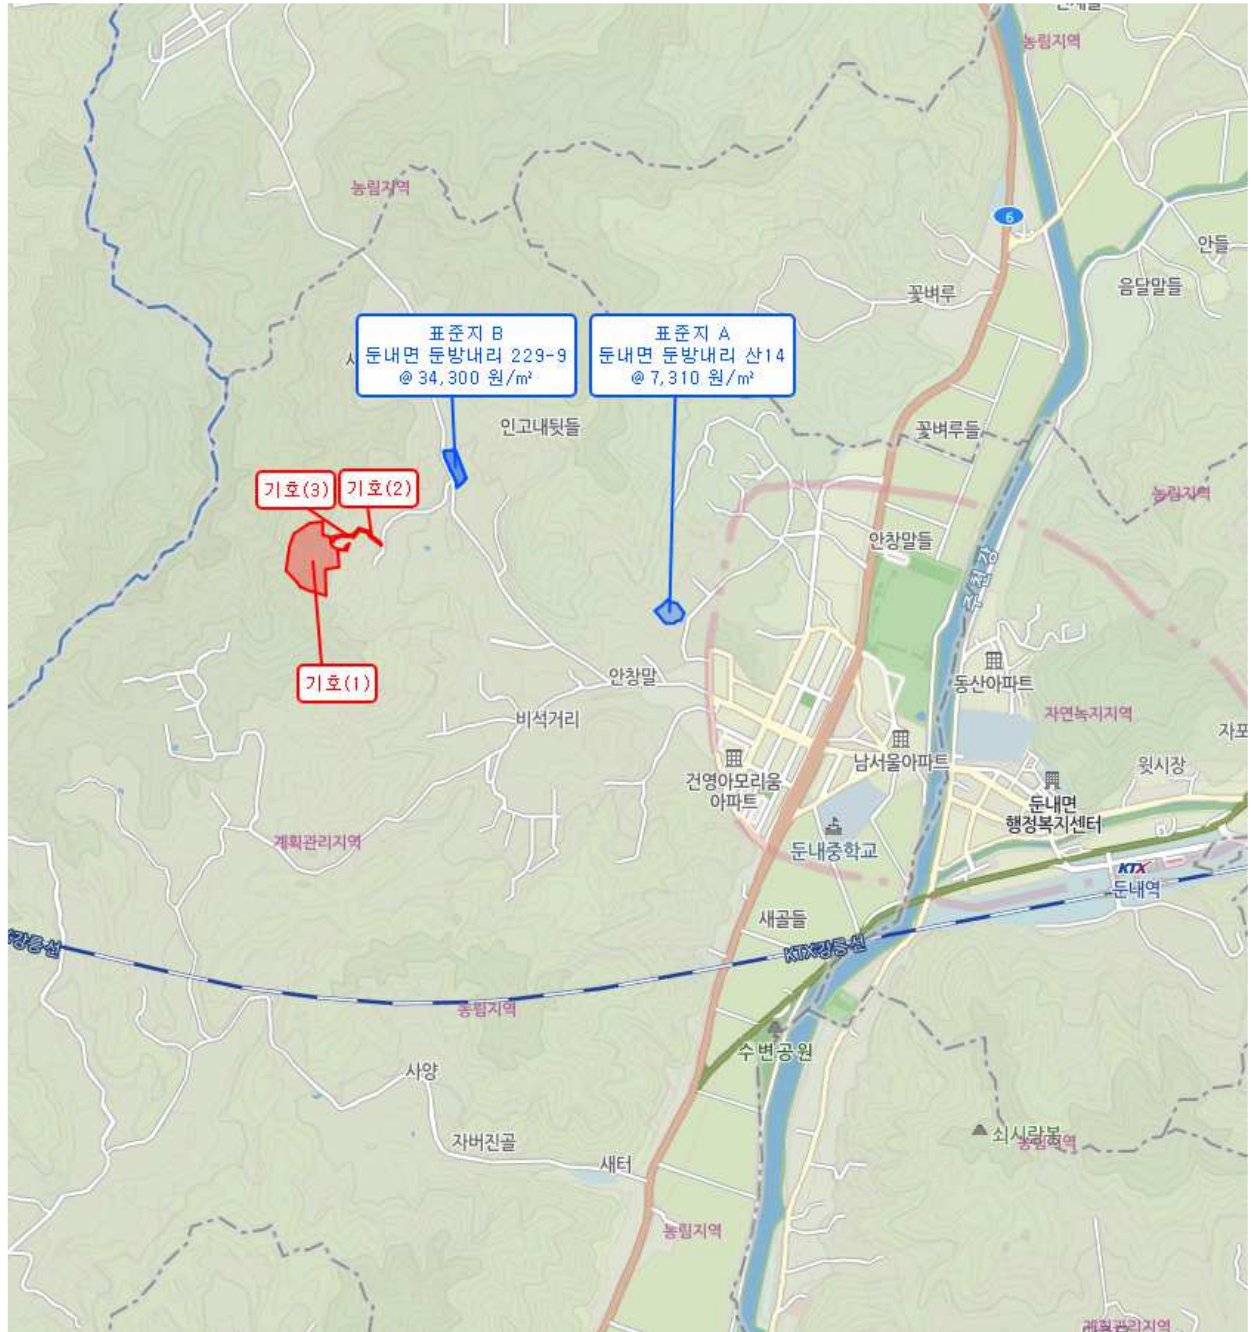 농림지역
6
농림지역
안들
음달말들
꽃벼루
표준지 B
둔내면 둔방내리 229-9
@ 34,300 원/㎡
표준지 A
둔내면 둔방내리 산14
@ 7,310 원/㎡
인고내뒷들
꽃벼루들
기호(3)
기호(2)
농림지역
안창말들
주천강
기호(1)
안창말
동산아파트
비석거리
자연녹지지역
남서울아파트
윗시장
건영아모리움
아파트
둔내면
행정복지센터
계획관리지역
둔내중학교
KTX
둔내역
새골들
KTX강릉선
농림지역
수변공원
사양
자버진골
새터
농림지역
농림지역
계획관리지역